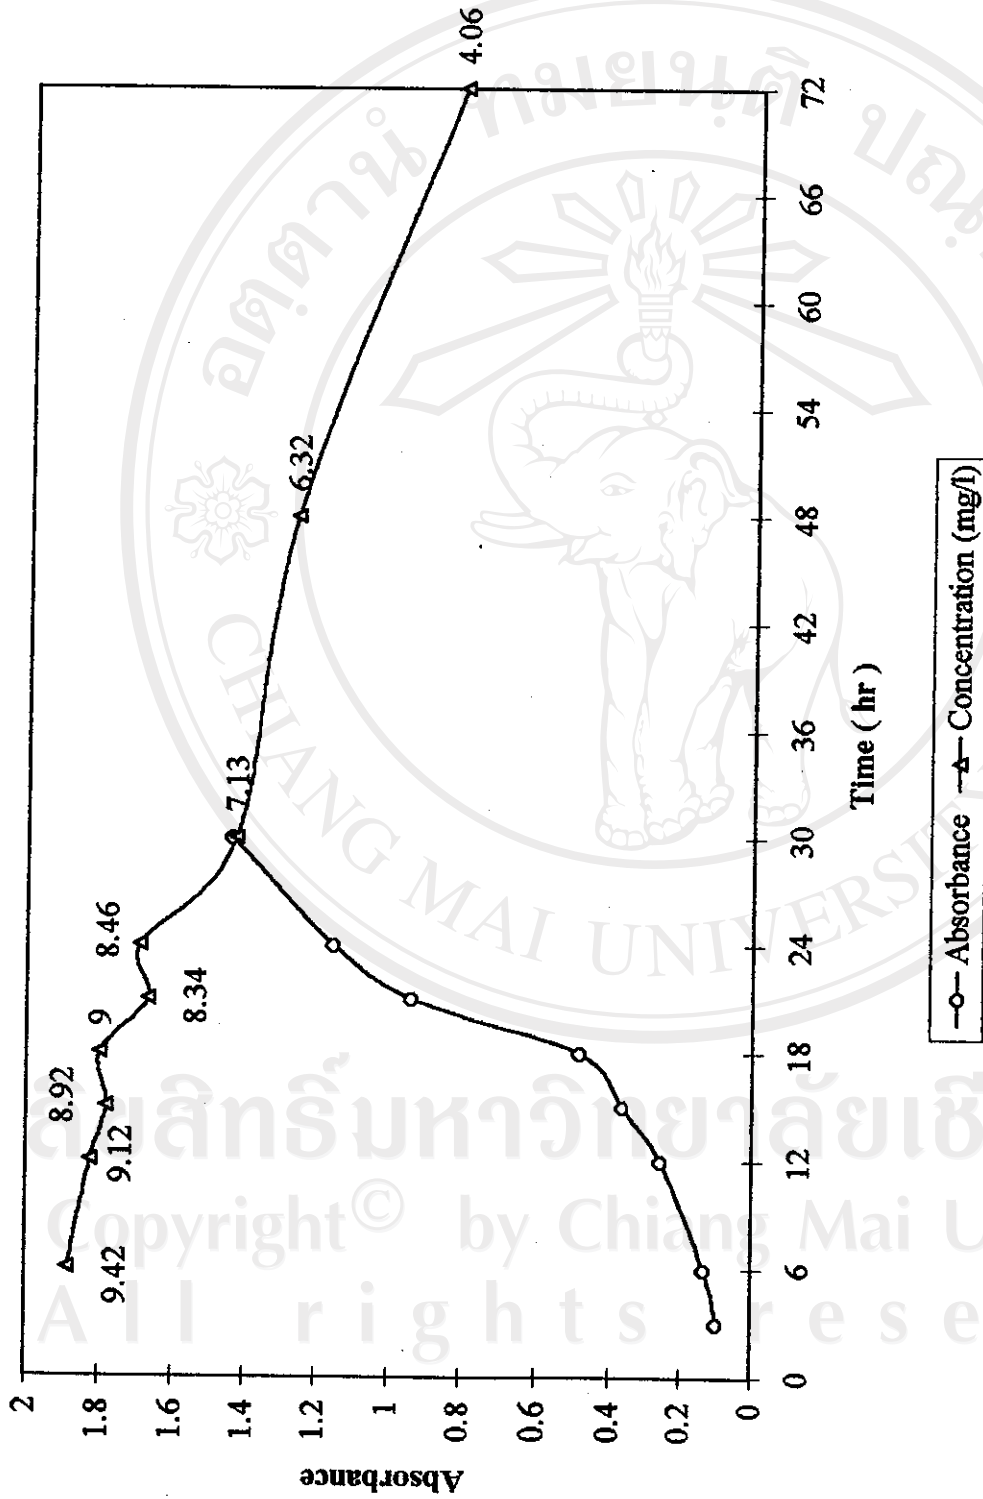 Absorbance
2
1.8
1.6
1.4
1.2
1
0.8
0.6
0.4
0.2
0
9.42
9.12
8.92
9
8.34
8.46
7.13
6.32
4.06
0 6 12 18 24 30 36 42 48 54 60 66 72
Time ( hr )
Absorbance Concentration (mg/l)
CHIANG MAI UNIVERSI
Copyright© by Chiang Mai U
All rights rese